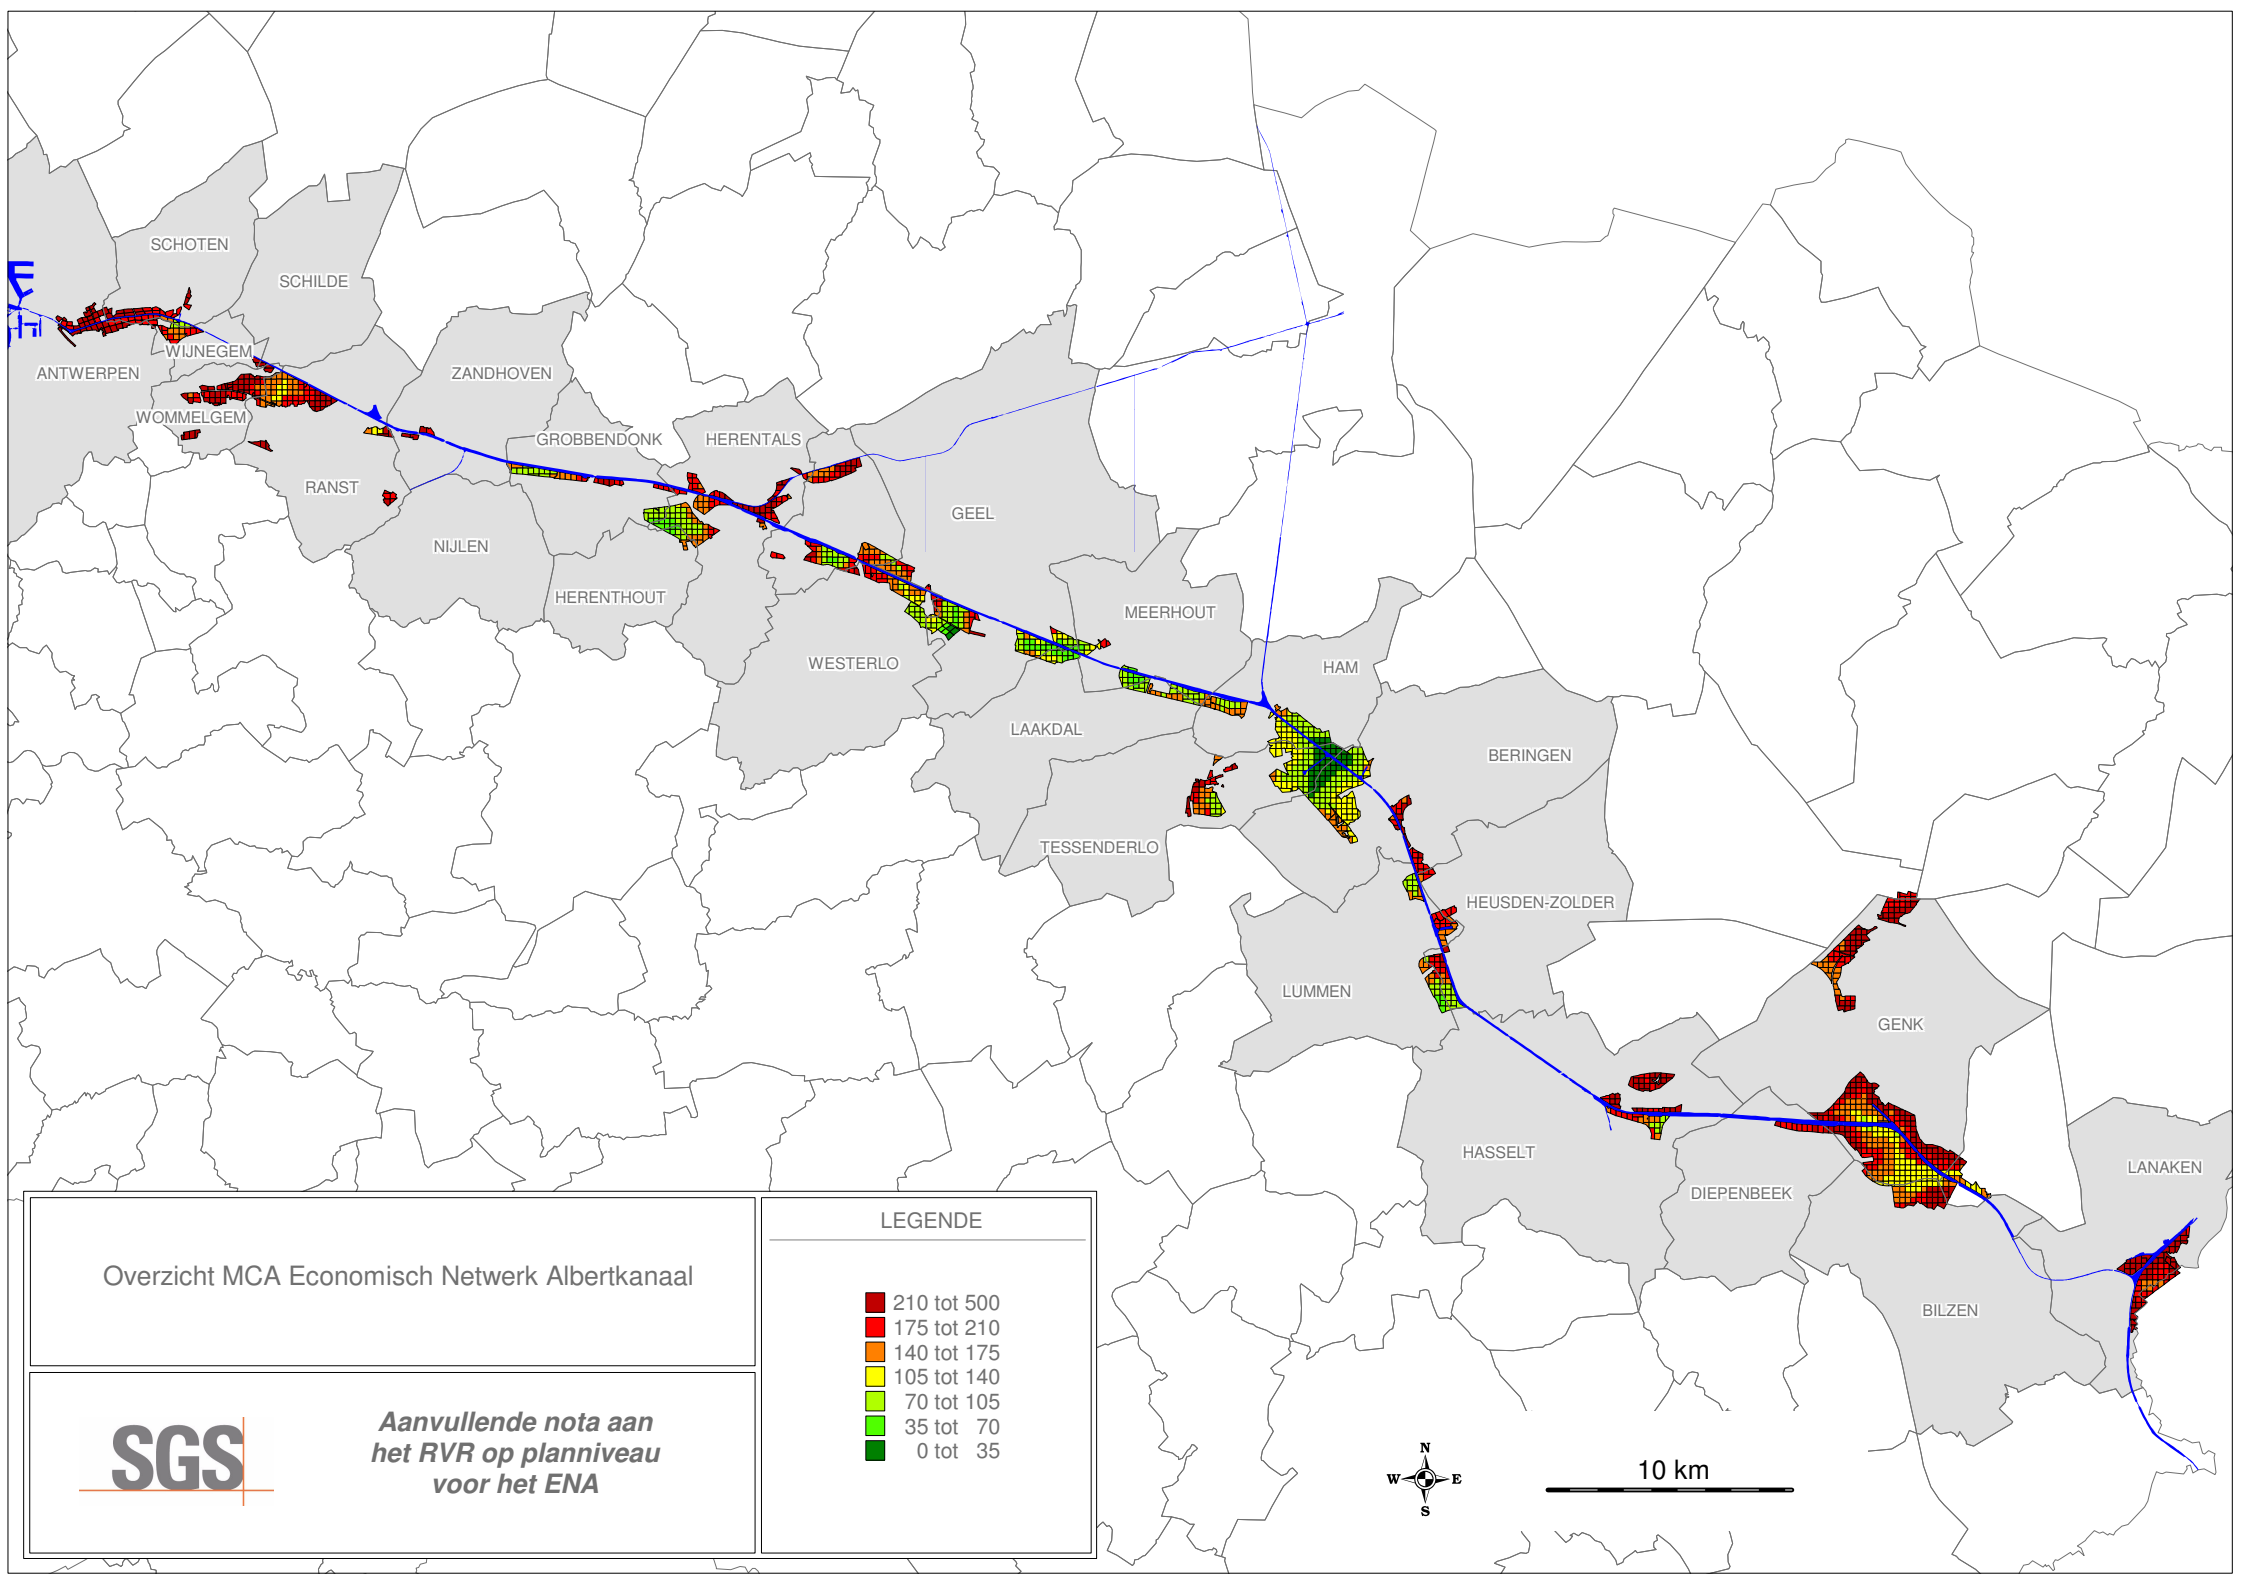 SCHOTEN
SCHILDE
WIJNEGEM
ANTWERPEN
ZANDHOVEN
WOMMELGEM
GROBBENDONK
HERENTALS
RANST
GEEL
NIJLEN
HERENTHOUT
MEERHOUT
WESTERLO
HAM
LAAKDAL
BERINGEN
TESSENDERLO
HEUSDEN-ZOLDER
LUMMEN
GENK
HASSELT
LANAKEN
DIEPENBEEK
BILZEN
Overzicht MCA Economisch Netwerk Albertkanaal
SGS
Aanvullende nota aan
het RVR op planniveau
voor het ENA
LEGENDE
210 tot 500
175 tot 210
140 tot 175
105 tot 140
70 tot 105
35 tot 70
0 tot 35
N
W E
S
10 km